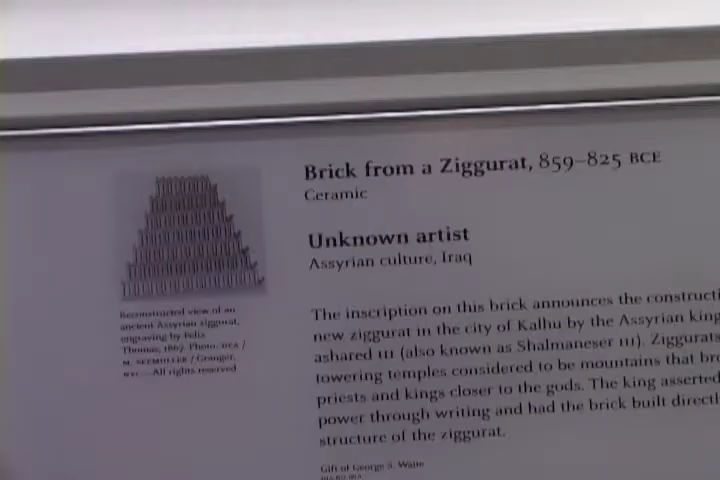 Brick from a Ziggurat, 859–825 BCE
Ceramic
Unknown artist
Assyrian culture, Iraq
The inscription on this brick announces the constructi
new ziggurat in the city of Kalhu by the Assyrian king
ashared III (also known as Shalmaneser III). Ziggurats
towering temples considered to be mountains that bro
priests and kings closer to the gods. The king asserted
power through writing and had the brick built directl
structure of the ziggurat.
Gift of George S. Waite
Reconstructed view of an
ancient Assyrian ziggurat,
engraving by Felix
Thomas, 1867. Photo:
/ Granger,
NYC—All rights reserved